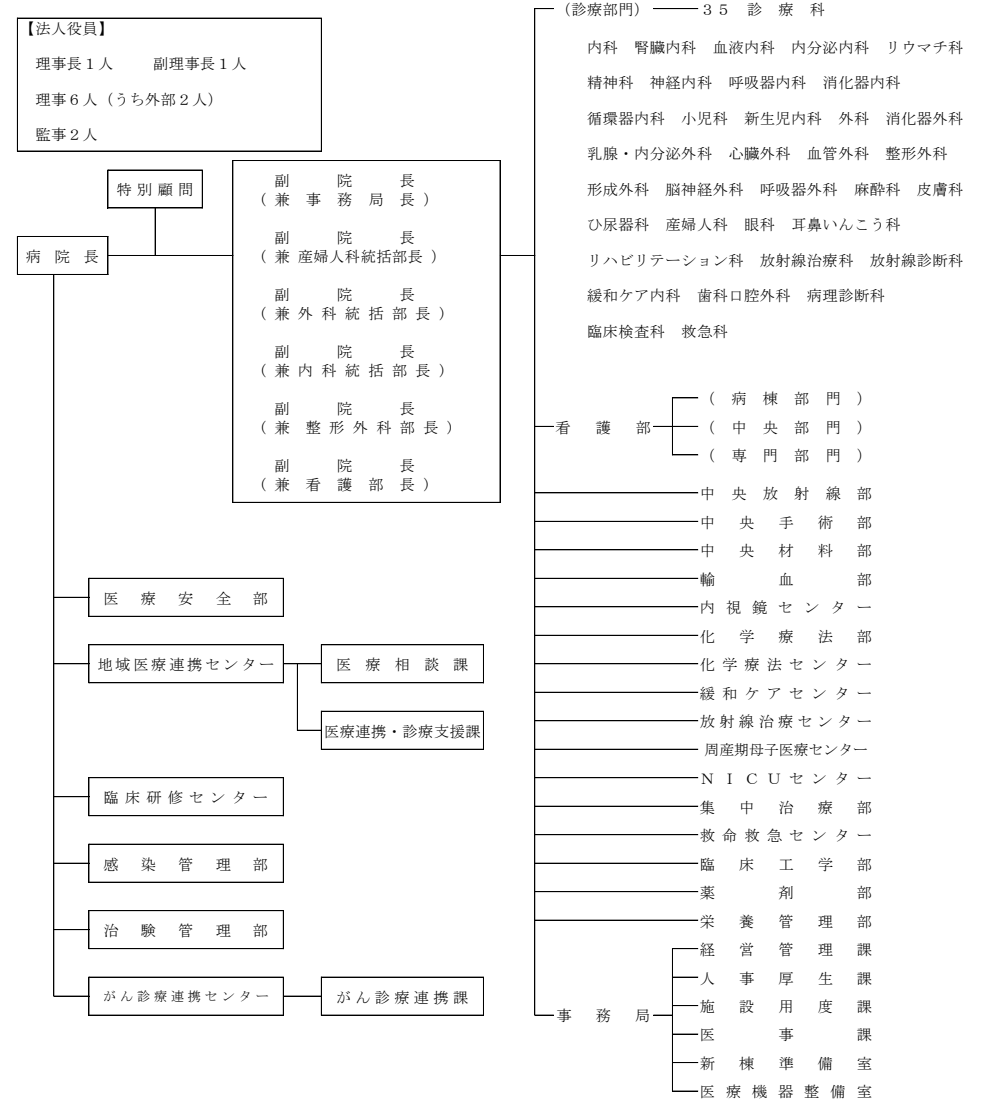 【法人役員】
理事長１人　　副理事長１人
理事６人（うち外部２人）
監事２人
特別顧問
病院長
副院長
（兼事務局長）
副院長
（兼産婦人科統括部長）
副院長
（兼外科統括部長）
副院長
（兼内科統括部長）
副院長
（兼整形外科部長）
副院長
（兼看護部長）
医療安全部
地域医療連携センター
医療相談課
医療連携・診療支援課
臨床研修センター
感染管理部
治験管理部
がん診療連携センター
がん診療連携課
（診療部門）
３５診療科
内科　腎臓内科　血液内科　内分泌内科　リウマチ科
精神科　神経内科　呼吸器内科　消化器内科
循環器内科　小児科　新生児内科　外科　消化器外科
乳腺・内分泌外科　心臓外科　血管外科　整形外科
形成外科　脳神経外科　呼吸器外科　麻酔科　皮膚科
ひ尿器科　産婦人科　眼科　耳鼻いんこう科
リハビリテーション科　放射線治療科　放射線診断科
緩和ケア内科　歯科口腔外科　病理診断科
臨床検査科　救急科
看護部
（病棟部門）
（中央部門）
（専門部門）
中央放射線部
中央手術部
中央材料部
輸血部
内視鏡センター
化学療法部
化学療法センター
緩和ケアセンター
放射線治療センター
周産期母子医療センター
ＮＩＣＵセンター
集中治療部
救命救急センター
臨床工学部
薬剤部
栄養管理部
事務局
経営管理課
人事厚生課
施設用度課
医事課
新棟準備室
医療機器整備室